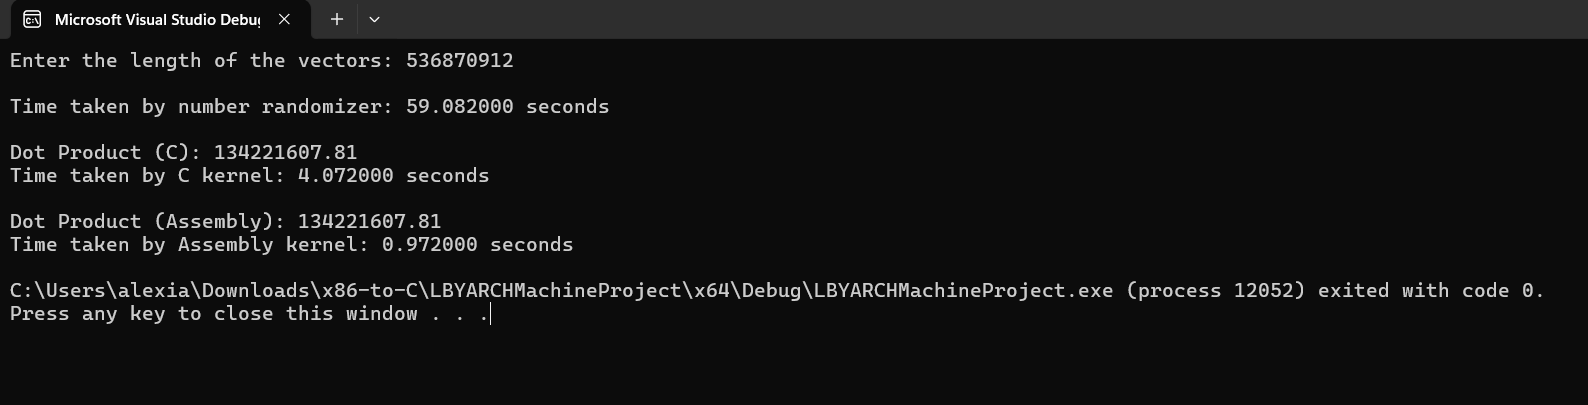 Microsoft Visual Studio Debug
Enter the length of the vectors: 536870912
Time taken by number randomizer: 59.082000 seconds
Dot Product (C): 134221607.81
Time taken by C kernel: 4.072000 seconds
Dot Product (Assembly): 134221607.81
Time taken by Assembly kernel: 0.972000 seconds
C:\Users\alexia\Downloads\x86-to-C\LBYARCHMachineProject\x64\Debug\LBYARCHMachineProject.exe (process 12052) exited with code 0.
Press any key to close this window . . .